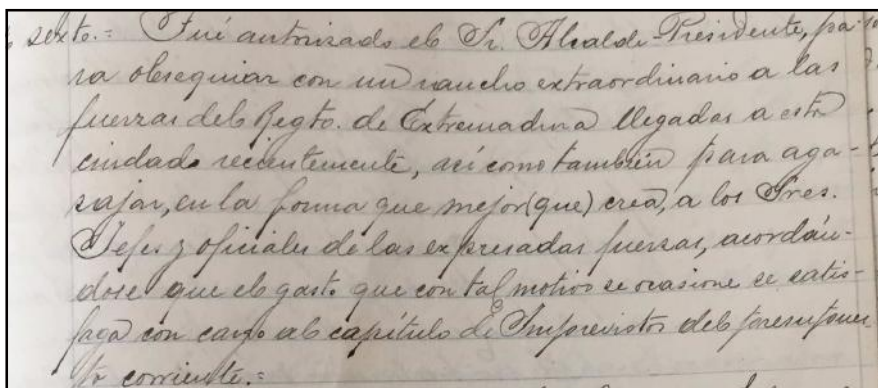 sexto.= Fué autorizado el Sr. Alcalde-Presidente, pa-
ra obsequiar con un rancho extraordinario a las
fuerzas del Regto. de Extremadura llegadas a esta
ciudad recientemente, así como también para aga-
sajar, en la forma que mejor (que) crea, a los Sres.
Jefes y oficiales de las expresadas fuerzas, acordán-
dose que el gasto que con tal motivo se ocasione se satis-
faga con cargo al capítulo de Imprevistos del presupues
to corriente.=